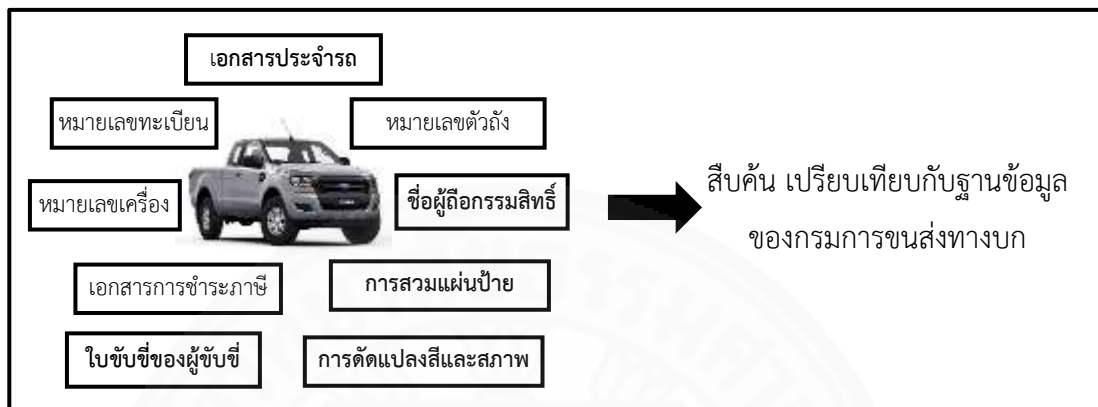 เอกสารประจำรถ
หมายเลขทะเบียน
หมายเลขตัวถัง
หมายเลขเครื่อง
ชื่อผู้ถือกรรมสิทธิ์
สืบค้น เปรียบเทียบกับฐานข้อมูล
ของกรมการขนส่งทางบก
เอกสารการชำระภาษี
การสวมแผ่นป้าย
ใบขับขี่ของผู้ขับขี่
การดัดแปลงสีและสภาพ